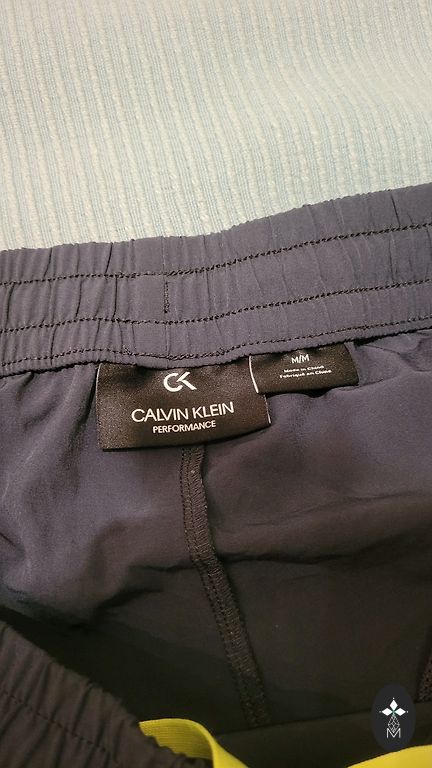 CK
CALVIN KLEIN
PERFORMANCE
M/M
Made in China
Fabriqué en Chine
M